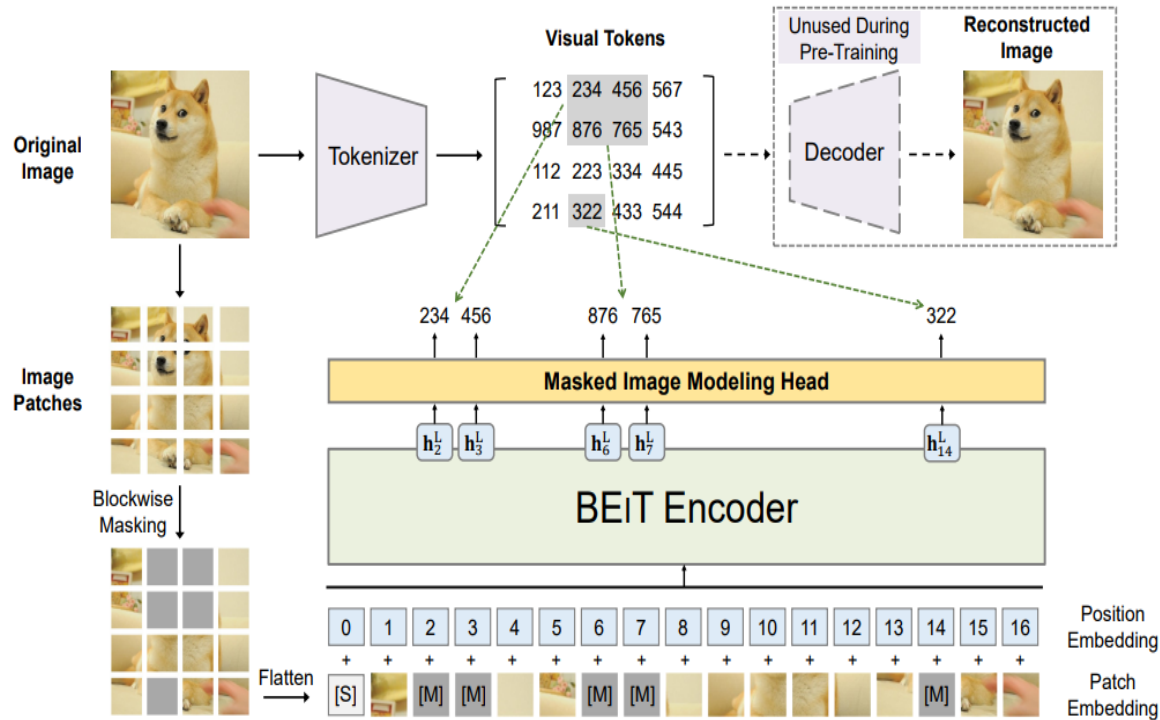 Visual Tokens
Unused During
Pre-Training
Reconstructed
Image
Original
Image
Tokenizer
123 234 456 567
987 876 765 543
112 223 334 445
211 322 433 544
Decoder
234 456 876 765 322
Image
Patches
Masked Image Modeling Head
h₂ᴸ h₃ᴸ h₆ᴸ h₇ᴸ h₁₄ᴸ
BEIT Encoder
Blockwise
Masking
0 1 2 3 4 5 6 7 8 9 10 11 12 13 14 15 16
Position
Embedding
+ + + + + + + + + + + + + + + + +
Flatten
[S] [M] [M] [M] [M] [M]
Patch
Embedding